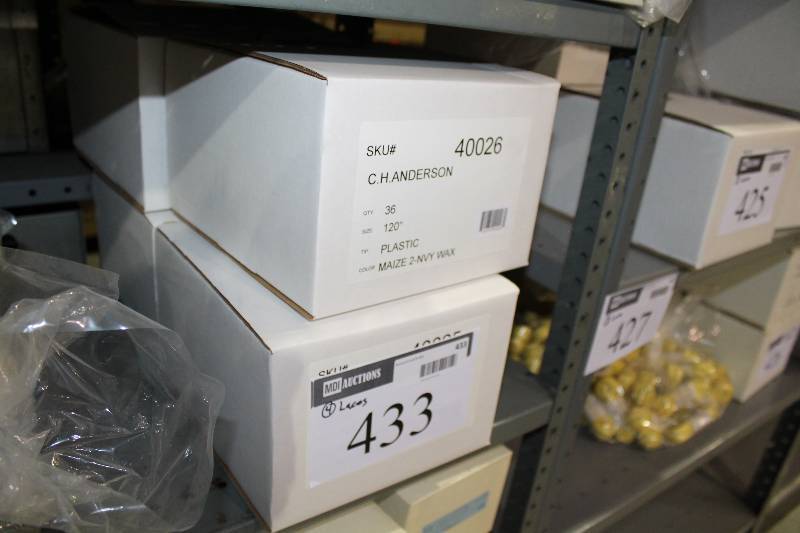 SKU# 40026
C.H.ANDERSON
QTY: 36
SIZE: 120"
TIP: PLASTIC
COLOR: MAIZE 2-NVY WAX
SKU#
433
MDI AUCTIONS
4 Laces
433
425
427